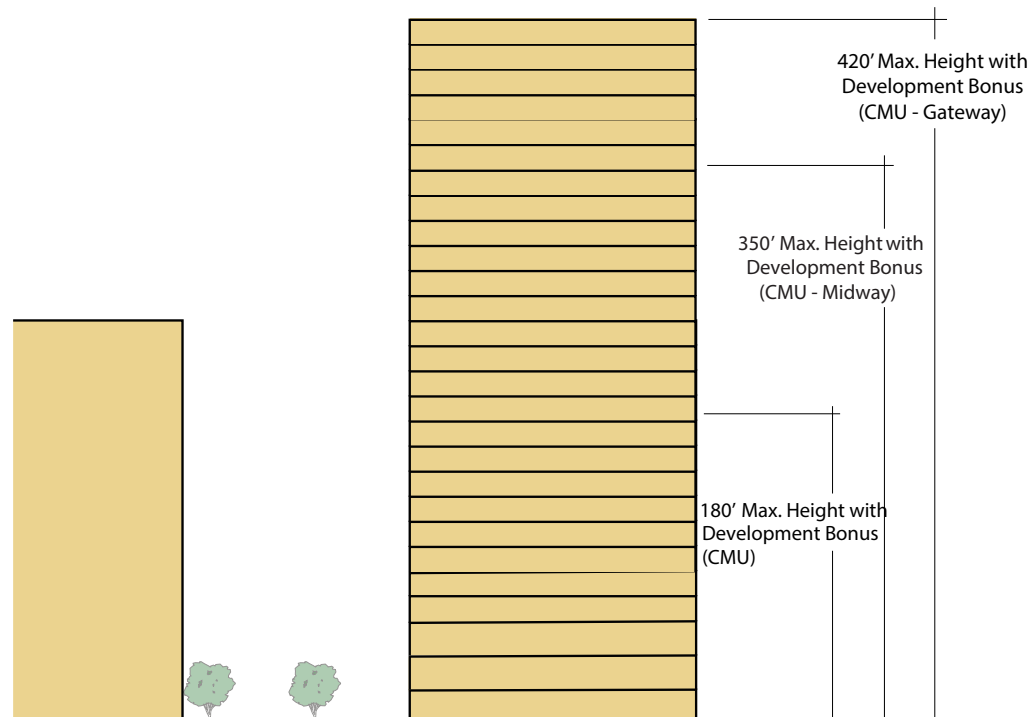 420' Max. Height with
Development Bonus
(CMU - Gateway)
350' Max. Height with
Development Bonus
(CMU - Midway)
180' Max. Height with
Development Bonus
(CMU)